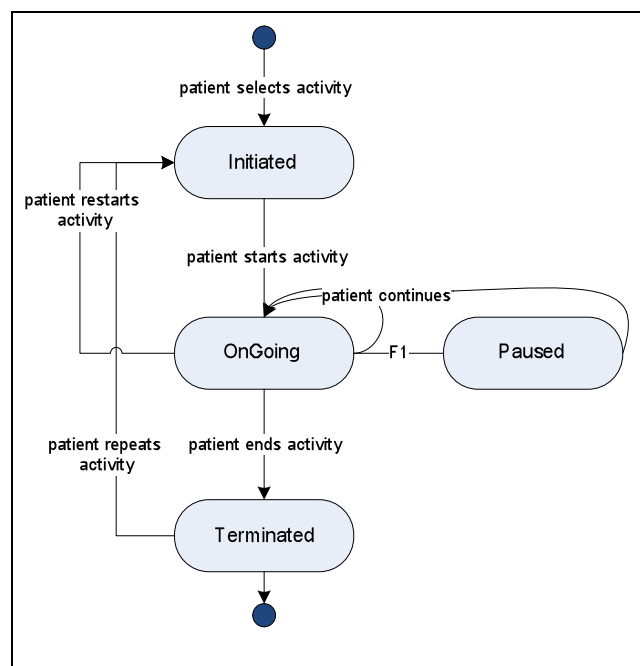 patient selects activity
Initiated
patient restarts
activity
patient starts activity
patient continues
OnGoing
F1
Paused
patient repeats
activity
patient ends activity
Terminated